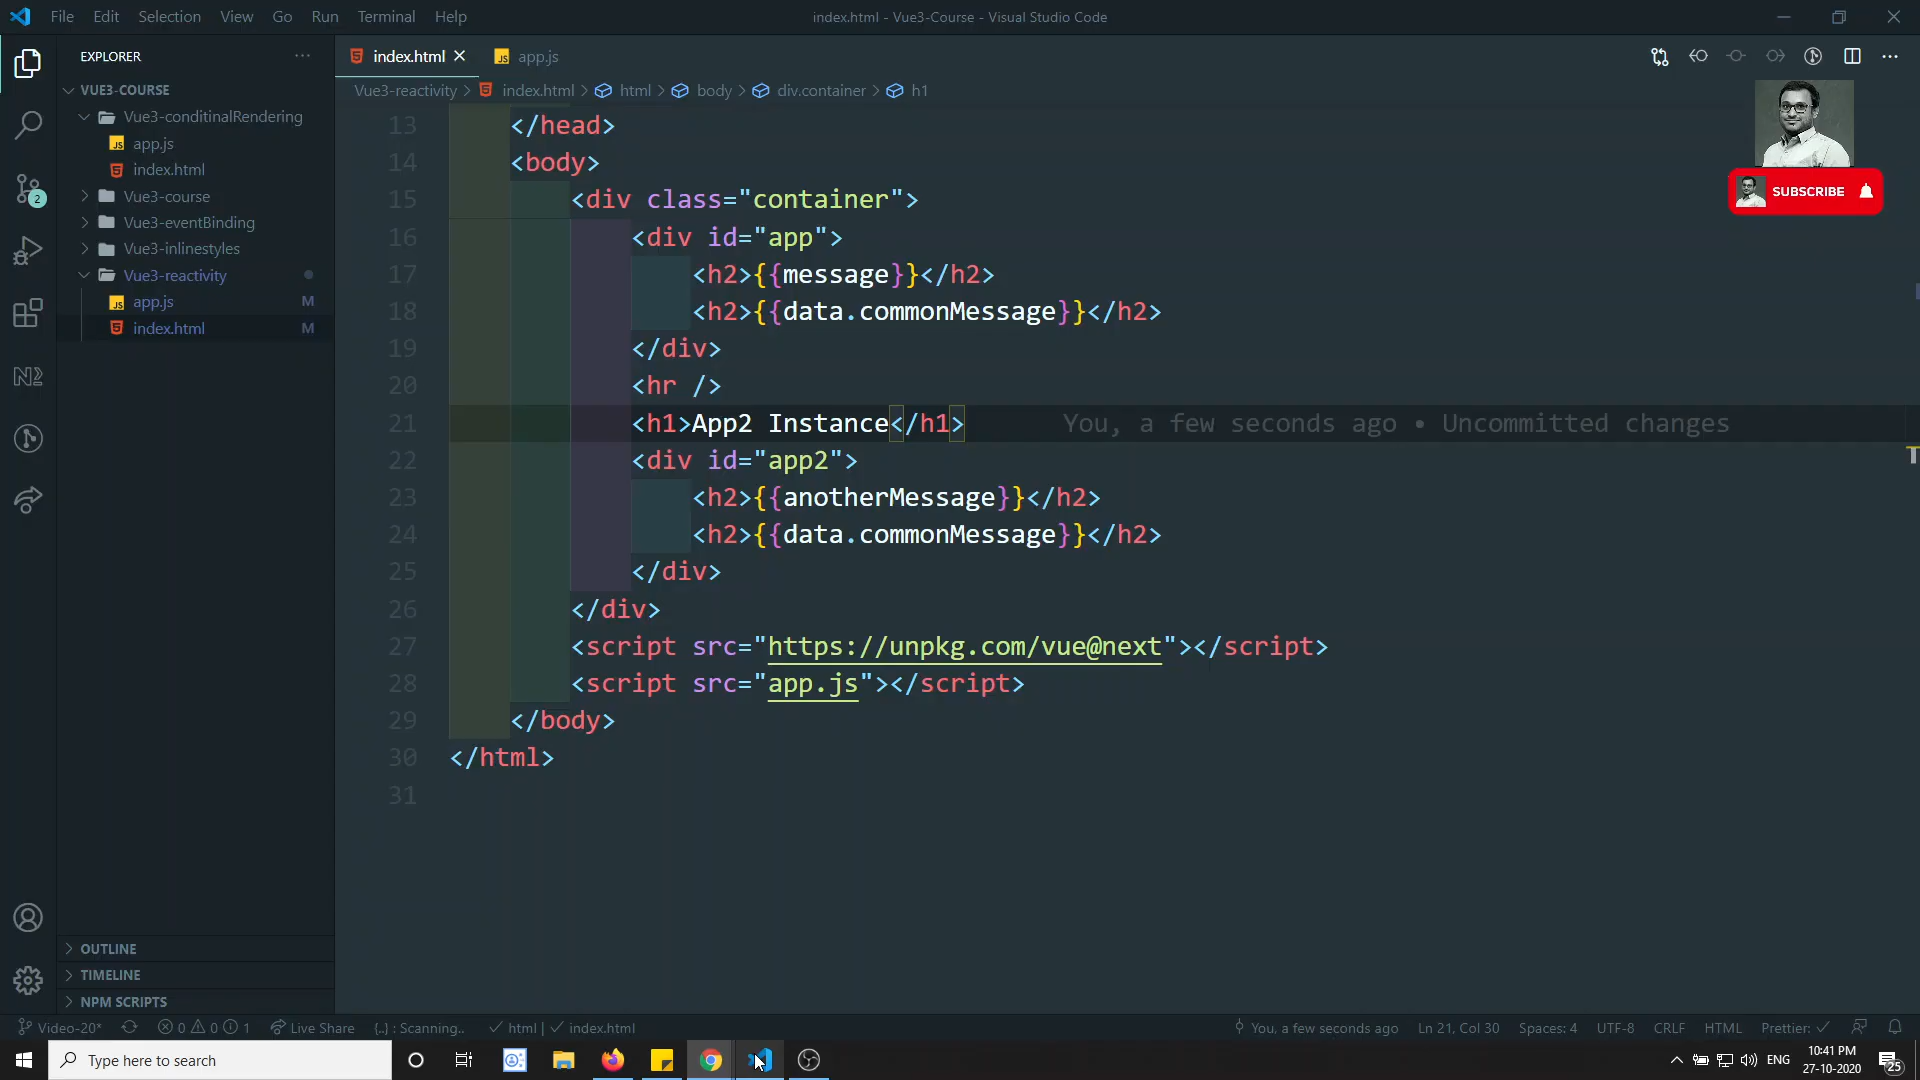 File Edit Selection View Go Run Terminal Help
index.html - Vue3-Course - Visual Studio Code
EXPLORER
index.html
app.js
VUE3-COURSE
Vue3-reactivity > index.html > html > body > div.container > h1
Vue3-conditinalRendering
app.js
index.html
Vue3-course
Vue3-eventBinding
Vue3-inlinestyles
Vue3-reactivity
app.js M
index.html M
2
13 </head>
14 <body>
15 <div class="container">
16 <div id="app">
17 <h2>{{message}}</h2>
18 <h2>{{data.commonMessage}}</h2>
19 </div>
20 <hr />
21 <h1>App2 Instance</h1> You, a few seconds ago • Uncommitted changes
22 <div id="app2">
23 <h2>{{anotherMessage}}</h2>
24 <h2>{{data.commonMessage}}</h2>
25 </div>
26 </div>
27 <script src="https://unpkg.com/vue@next"></script>
28 <script src="app.js"></script>
29 </body>
30 </html>
31
SUBSCRIBE
OUTLINE
TIMELINE
NPM SCRIPTS
Video-20* 0 0 1 Live Share {..} : Scanning.. html | index.html
You, a few seconds ago Ln 21, Col 30 Spaces: 4 UTF-8 CRLF HTML Prettier:
Type here to search
ENG
10:41 PM
27-10-2020
25